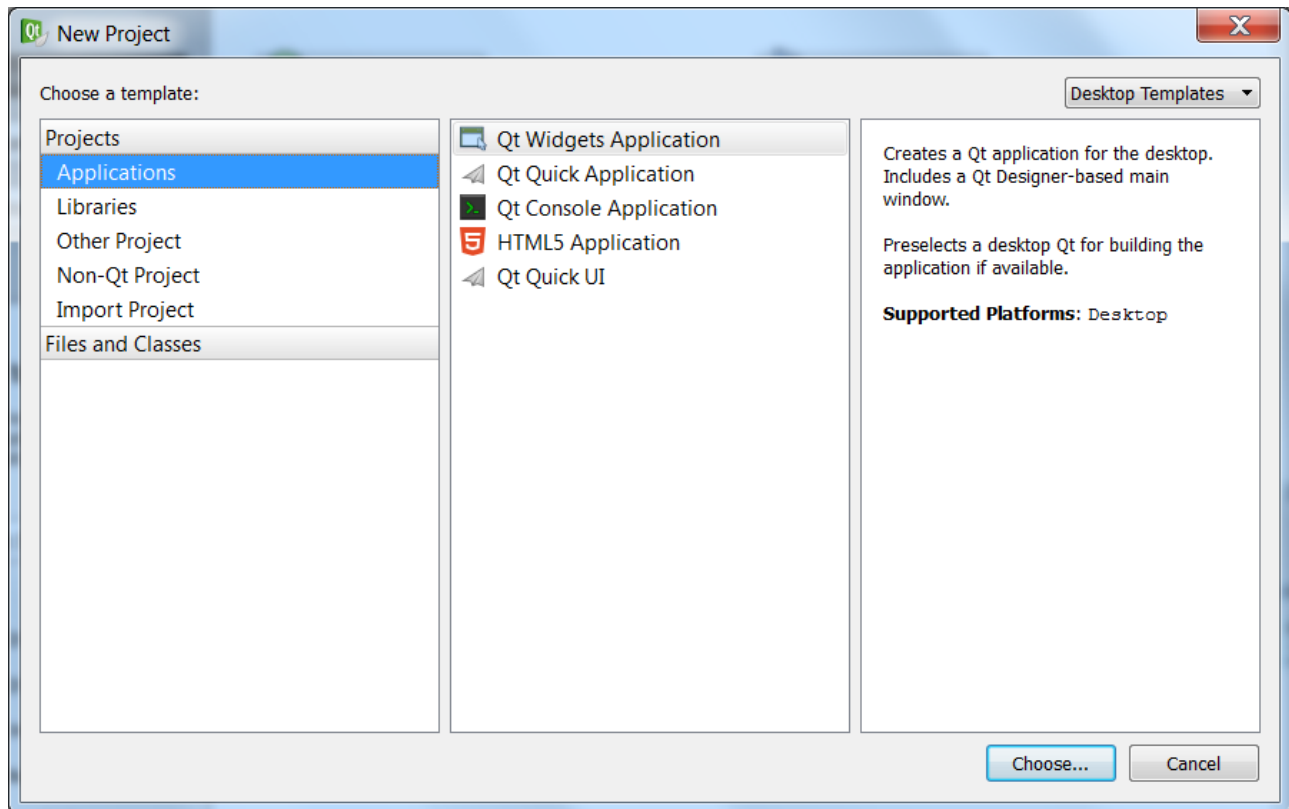 New Project
Choose a template:
Desktop Templates
Projects
Applications
Libraries
Other Project
Non-Qt Project
Import Project
Files and Classes
Qt Widgets Application
Qt Quick Application
Qt Console Application
HTML5 Application
Qt Quick UI
Creates a Qt application for the desktop.
Includes a Qt Designer-based main
window.
Preselects a desktop Qt for building the
application if available.
Supported Platforms: Desktop
Choose...
Cancel